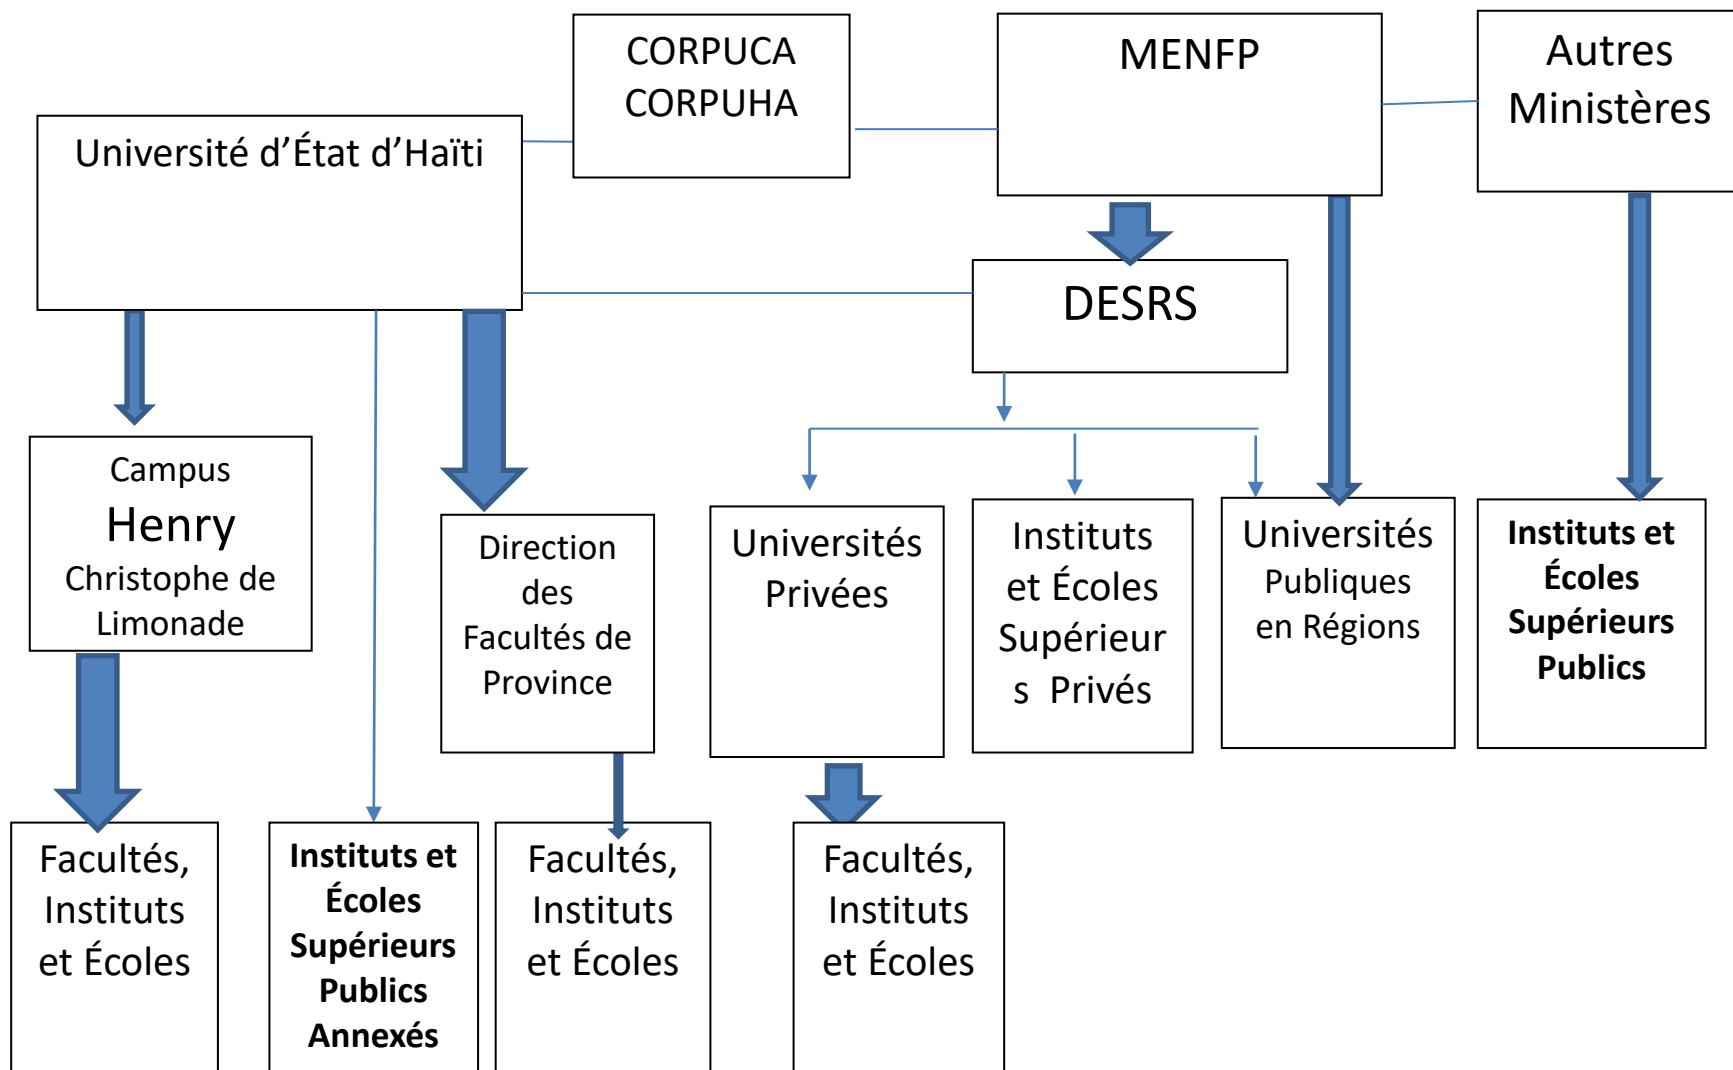 CORPUCA
CORPUHA
MENFP
Autres
Ministères
Université d’État d’Haïti
DESRS
Campus
Henry
Christophe de
Limonade
Direction
des
Facultés de
Province
Universités
Privées
Instituts
et Écoles
Supérieur
s Privés
Universités
Publiques
en Régions
Instituts et
Écoles
Supérieurs
Publics
Facultés,
Instituts
et Écoles
Instituts et
Écoles
Supérieurs
Publics
Annexés
Facultés,
Instituts
et Écoles
Facultés,
Instituts
et Écoles